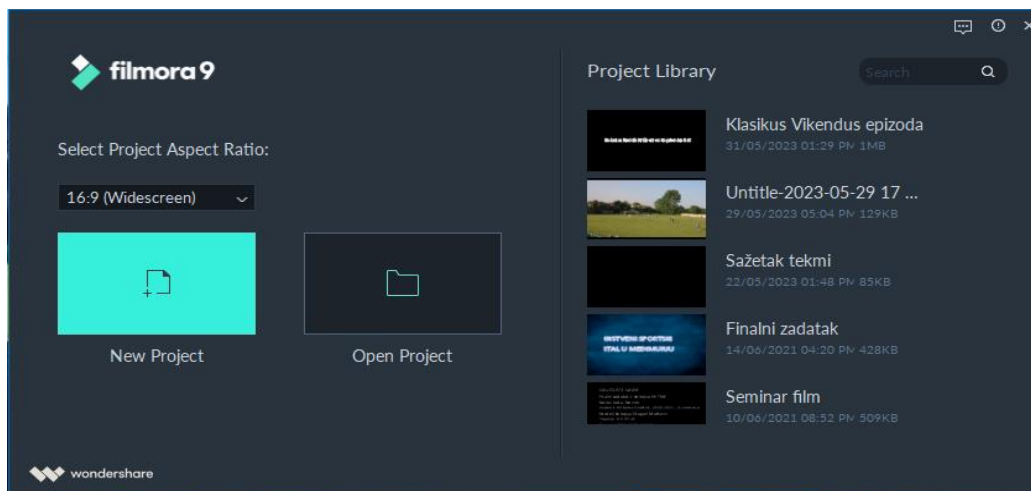 filmora 9
Select Project Aspect Ratio:
16:9 (Widescreen)
New Project
Open Project
wondershare
Project Library
Search
Klasikus Vikendus epizoda
31/05/2023 01:29 PM 1MB
Untitle-2023-05-29 17 ...
29/05/2023 05:04 PM 129KB
Sažetak tekmi
22/05/2023 01:48 PM 85KB
Finalni zadatak
14/06/2021 04:20 PM 428KB
Seminar film
10/06/2021 08:52 PM 509KB